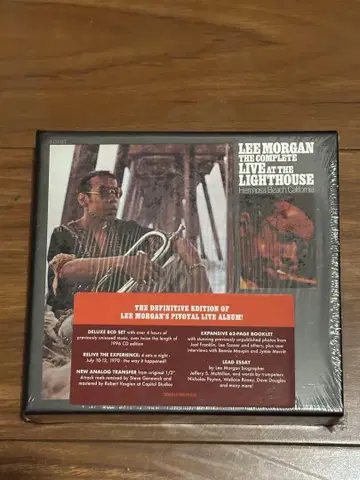 LEE MORGAN
THE COMPLETE
LIVE AT THE
LIGHTHOUSE
Hermosa Beach, California
THE DEFINITIVE EDITION OF
LEE MORGAN'S PIVOTAL LIVE ALBUM!
DELUXE 8CD SET with over 4 hours of
previously unissued music, over twice the length of
1996 CD edition
RELIVE THE EXPERIENCE: 4 sets a night -
July 10-12, 1970 - the way it happened!
NEW ANALOG TRANSFER from original 1/2"
4-track reels remixed by Steve Genewick and
mastered by Robert Vosgien at Capitol Studios
EXPANSIVE 62-PAGE BOOKLET
with stunning previously unpublished photos from
Joel Franklin, Lee Tanner and others, plus new
interviews with Bennie Maupin and Jymie Merritt
LEAD ESSAY
by Lee Morgan biographer
Jeffery S. McMillan, and words by trumpeters
Nicholas Payton, Wallace Roney, Dave Douglas
and many more!